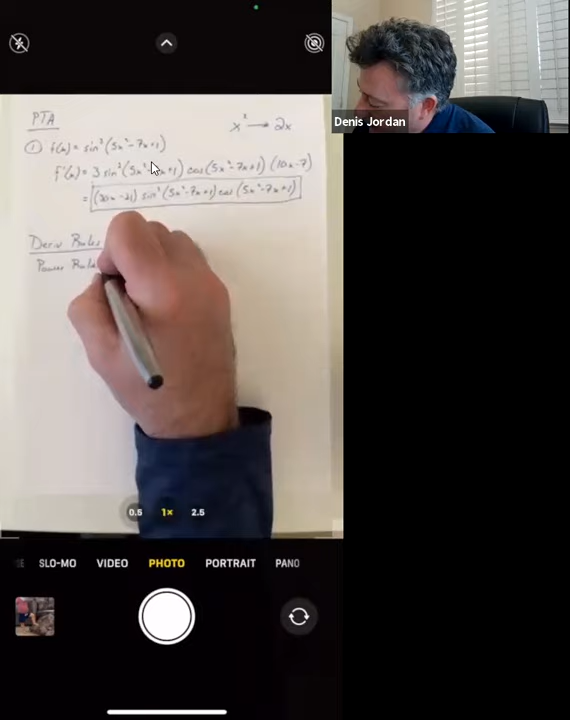 Denis Jordan
PTA
x² → 2x
① f(x) = sin³(5x²-7x+1)
f'(x) = 3 sin²(5x²-7x+1) cos(5x²-7x+1) (10x-7)
= (30x-21) sin²(5x²-7x+1) cos(5x²-7x+1)
Deriv Rules
Power Rule
0.5 1× 2.5
SLO-MO VIDEO PHOTO PORTRAIT PANO